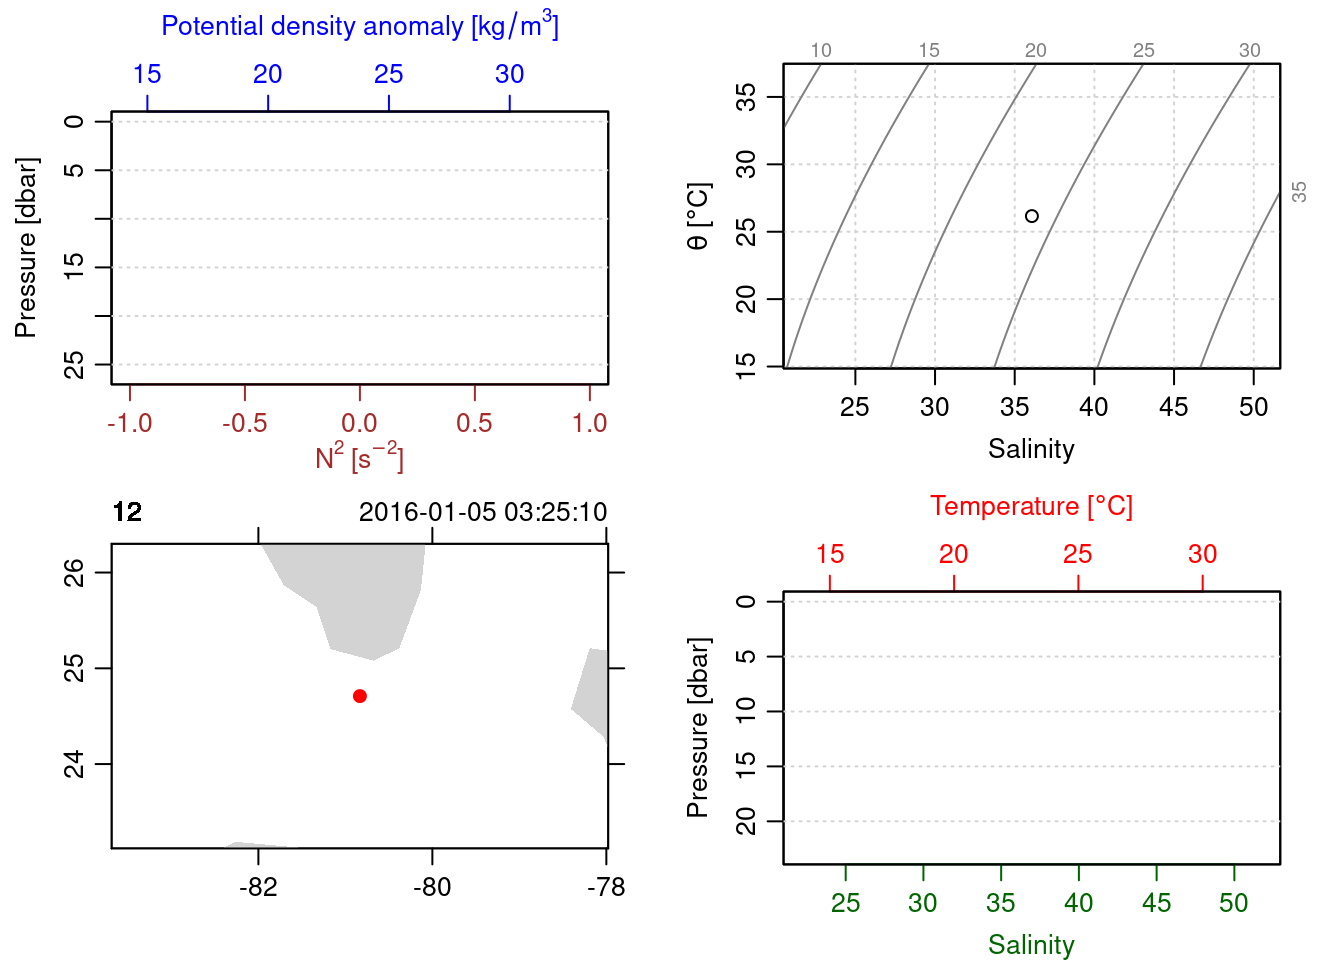 Potential density anomaly [kg/m³]
15 20 25 30
0
5
15
25
Pressure [dbar]
-1.0 -0.5 0.0 0.5 1.0
N² [s⁻²]
10 15 20 25 30
35
35
30
25
20
15
θ [°C]
25 30 35 40 45 50
Salinity
12 2016-01-05 03:25:10
26
25
24
-82 -80 -78
Temperature [°C]
15 20 25 30
0
5
10
15
20
Pressure [dbar]
25 30 35 40 45 50
Salinity